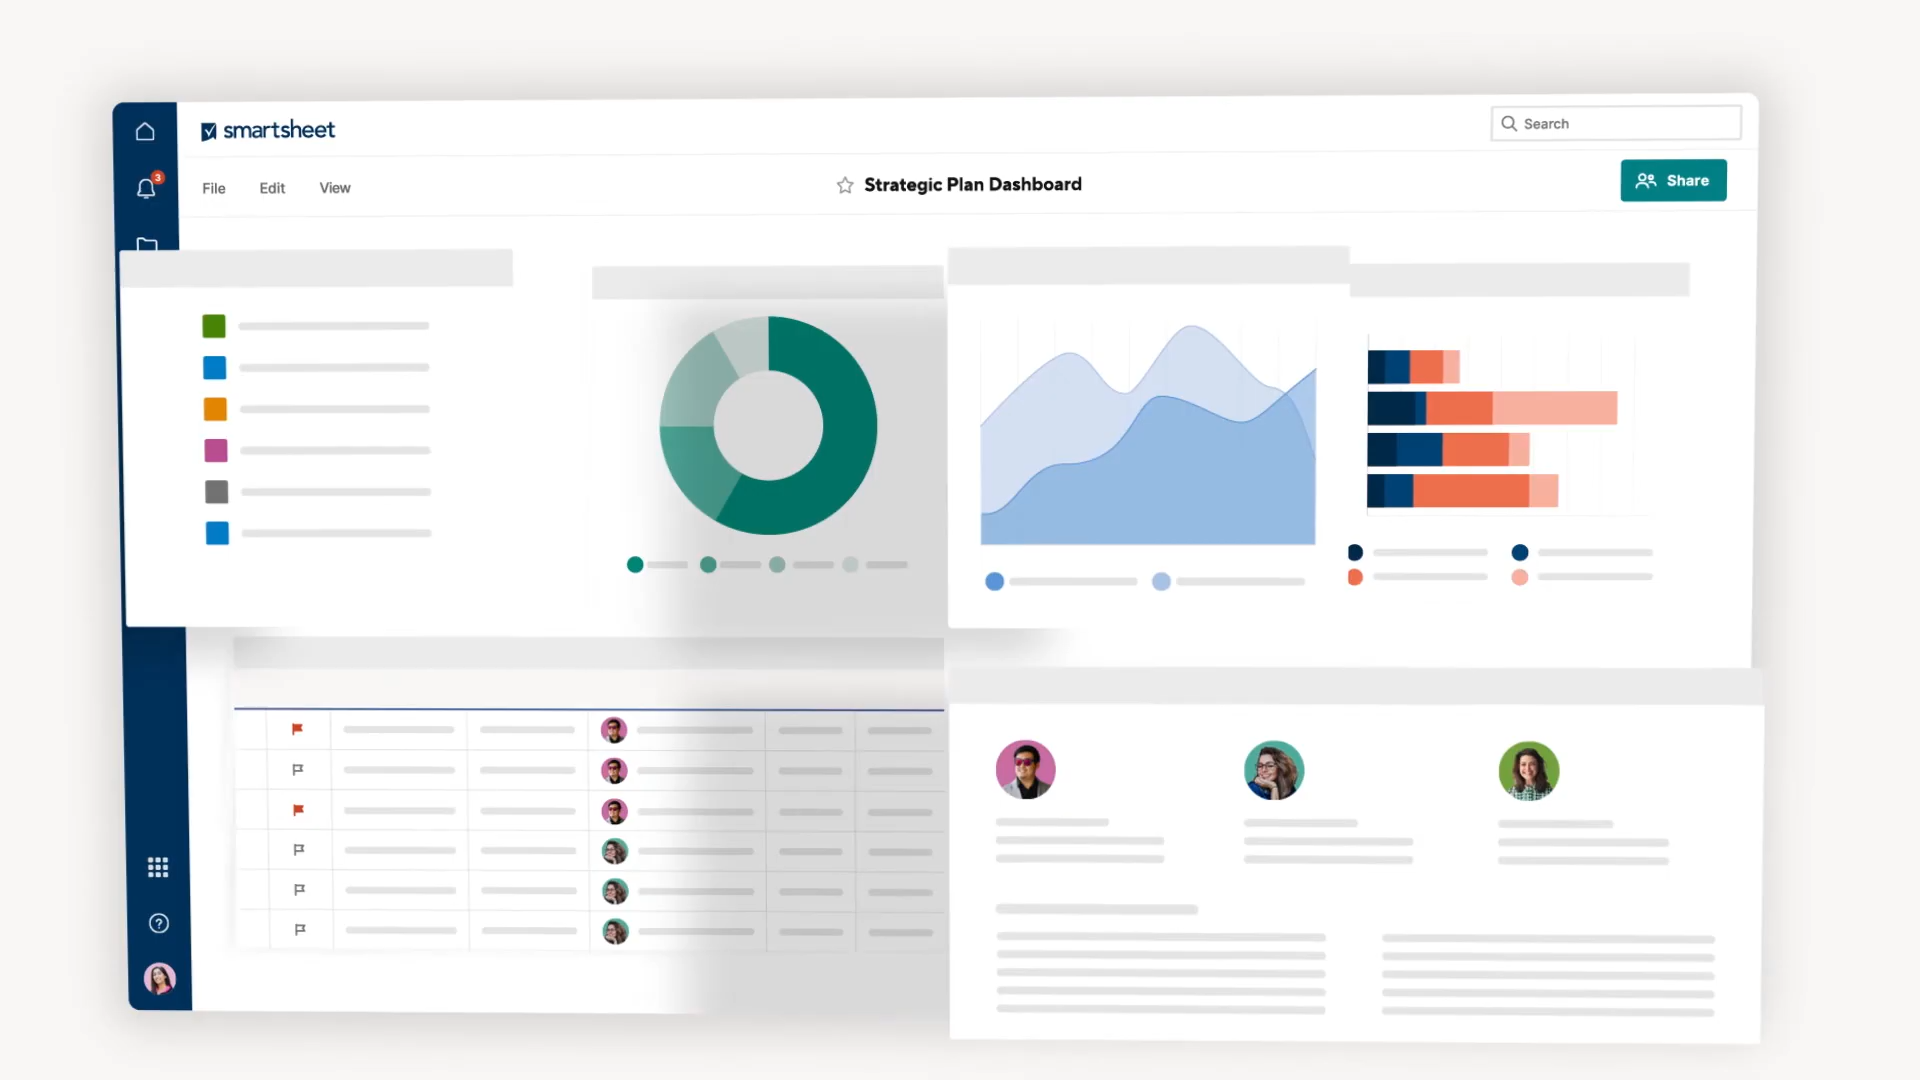 smartsheet
Search
3
File Edit View
Strategic Plan Dashboard
Share
?